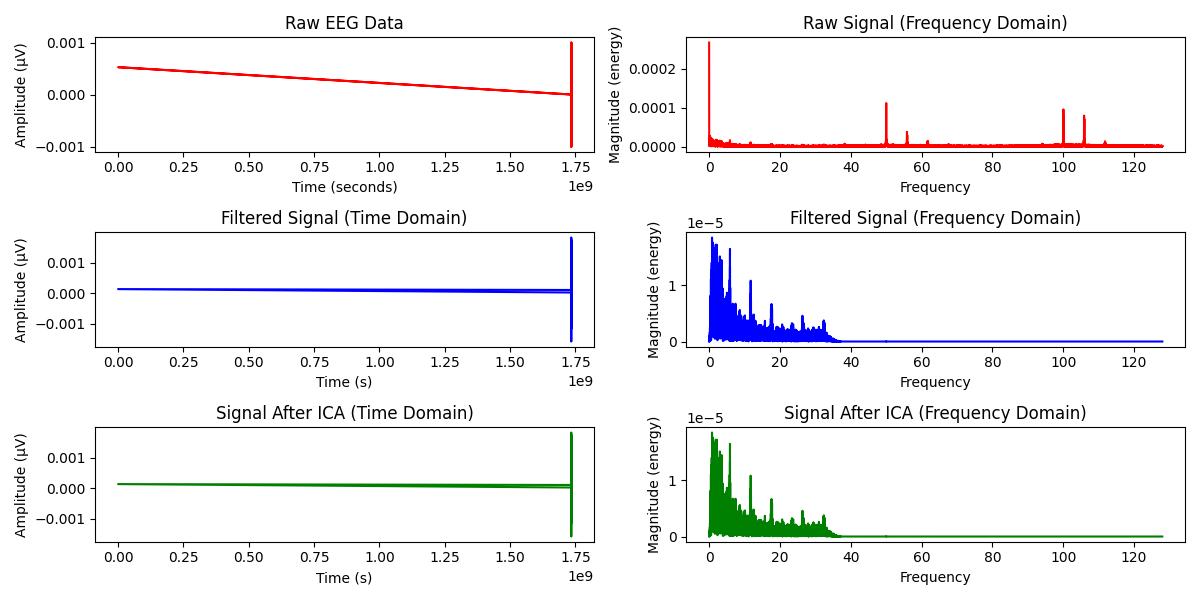 Raw EEG Data
Amplitude (µV)
0.001
0.000
−0.001
0.00 0.25 0.50 0.75 1.00 1.25 1.50 1.75
1e9
Time (seconds)
Raw Signal (Frequency Domain)
Magnitude (energy)
0.0002
0.0001
0.0000
0 20 40 60 80 100 120
Frequency
Filtered Signal (Time Domain)
Amplitude (µV)
0.001
0.000
−0.001
0.00 0.25 0.50 0.75 1.00 1.25 1.50 1.75
1e9
Time (s)
Filtered Signal (Frequency Domain)
1e−5
Magnitude (energy)
1
0
0 20 40 60 80 100 120
Frequency
Signal After ICA (Time Domain)
Amplitude (µV)
0.001
0.000
−0.001
0.00 0.25 0.50 0.75 1.00 1.25 1.50 1.75
1e9
Time (s)
Signal After ICA (Frequency Domain)
1e−5
Magnitude (energy)
1
0
0 20 40 60 80 100 120
Frequency